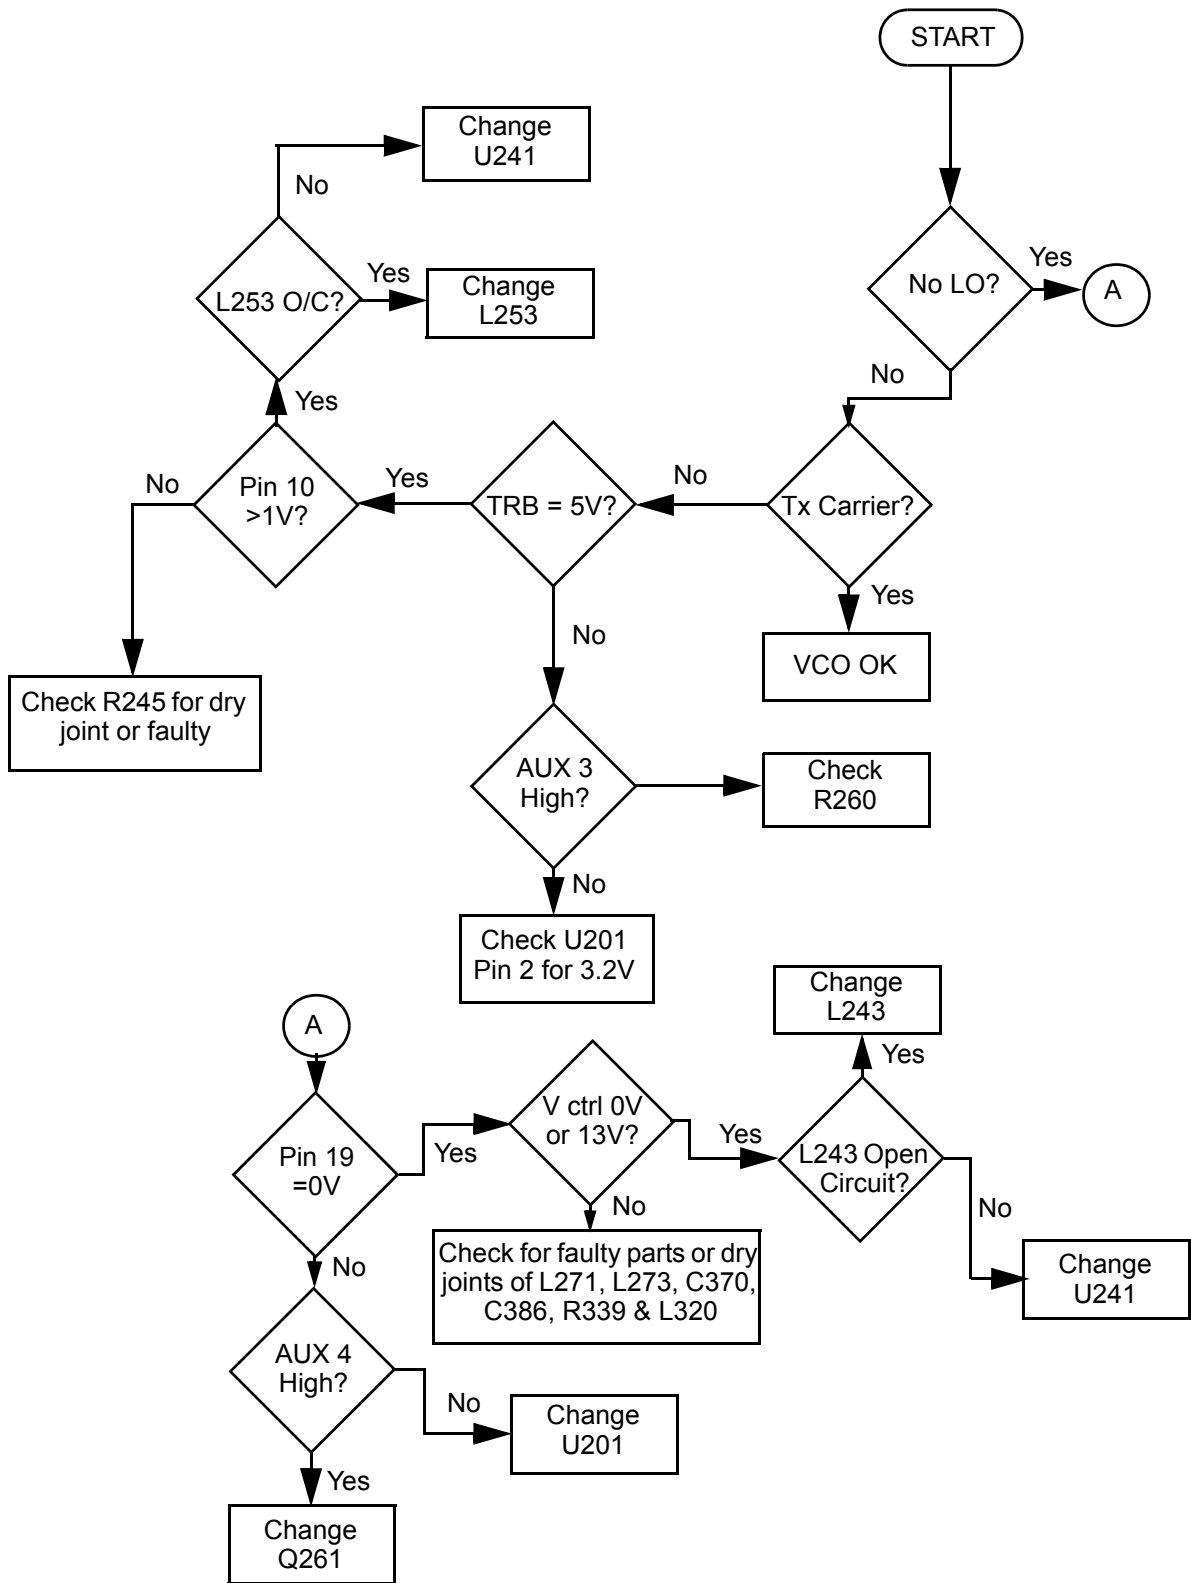 START
No LO?
Yes
A
No
Tx Carrier?
Yes
VCO OK
No
TRB = 5V?
Yes
Pin 10
>1V?
No
Check R245 for dry
joint or faulty
Yes
L253 O/C?
Yes
Change
L253
No
Change
U241
No
AUX 3
High?
Check
R260
No
Check U201
Pin 2 for 3.2V
A
Pin 19
=0V
Yes
V ctrl 0V
or 13V?
Yes
L243 Open
Circuit?
Yes
Change
L243
No
Change
U241
No
Check for faulty parts or dry
joints of L271, L273, C370,
C386, R339 & L320
No
AUX 4
High?
No
Change
U201
Yes
Change
Q261